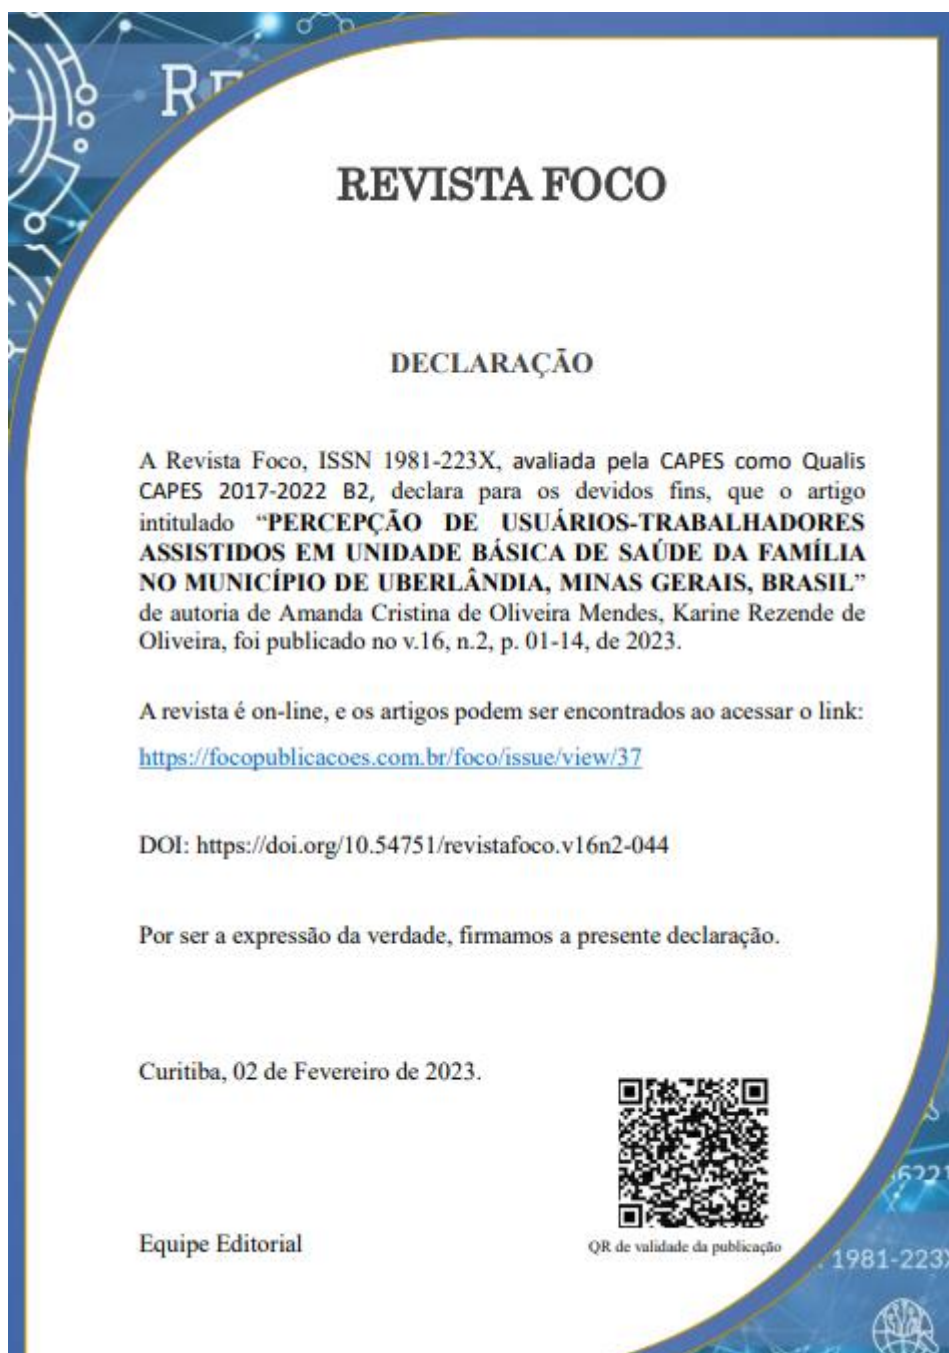 RE
REVISTA FOCO
DECLARAÇÃO
A Revista Foco, ISSN 1981-223X, avaliada pela CAPES como Qualis
CAPES 2017-2022 B2, declara para os devidos fins, que o artigo
intitulado “PERCEPÇÃO DE USUÁRIOS-TRABALHADORES
ASSISTIDOS EM UNIDADE BÁSICA DE SAÚDE DA FAMÍLIA
NO MUNICÍPIO DE UBERLÂNDIA, MINAS GERAIS, BRASIL”
de autoria de Amanda Cristina de Oliveira Mendes, Karine Rezende de
Oliveira, foi publicado no v.16, n.2, p. 01-14, de 2023.
A revista é on-line, e os artigos podem ser encontrados ao acessar o link:
https://focopublicacoes.com.br/foco/issue/view/37
DOI: https://doi.org/10.54751/revistafoco.v16n2-044
Por ser a expressão da verdade, firmamos a presente declaração.
Curitiba, 02 de Fevereiro de 2023.
6221
Equipe Editorial
QR de validade da publicação
1981-223X